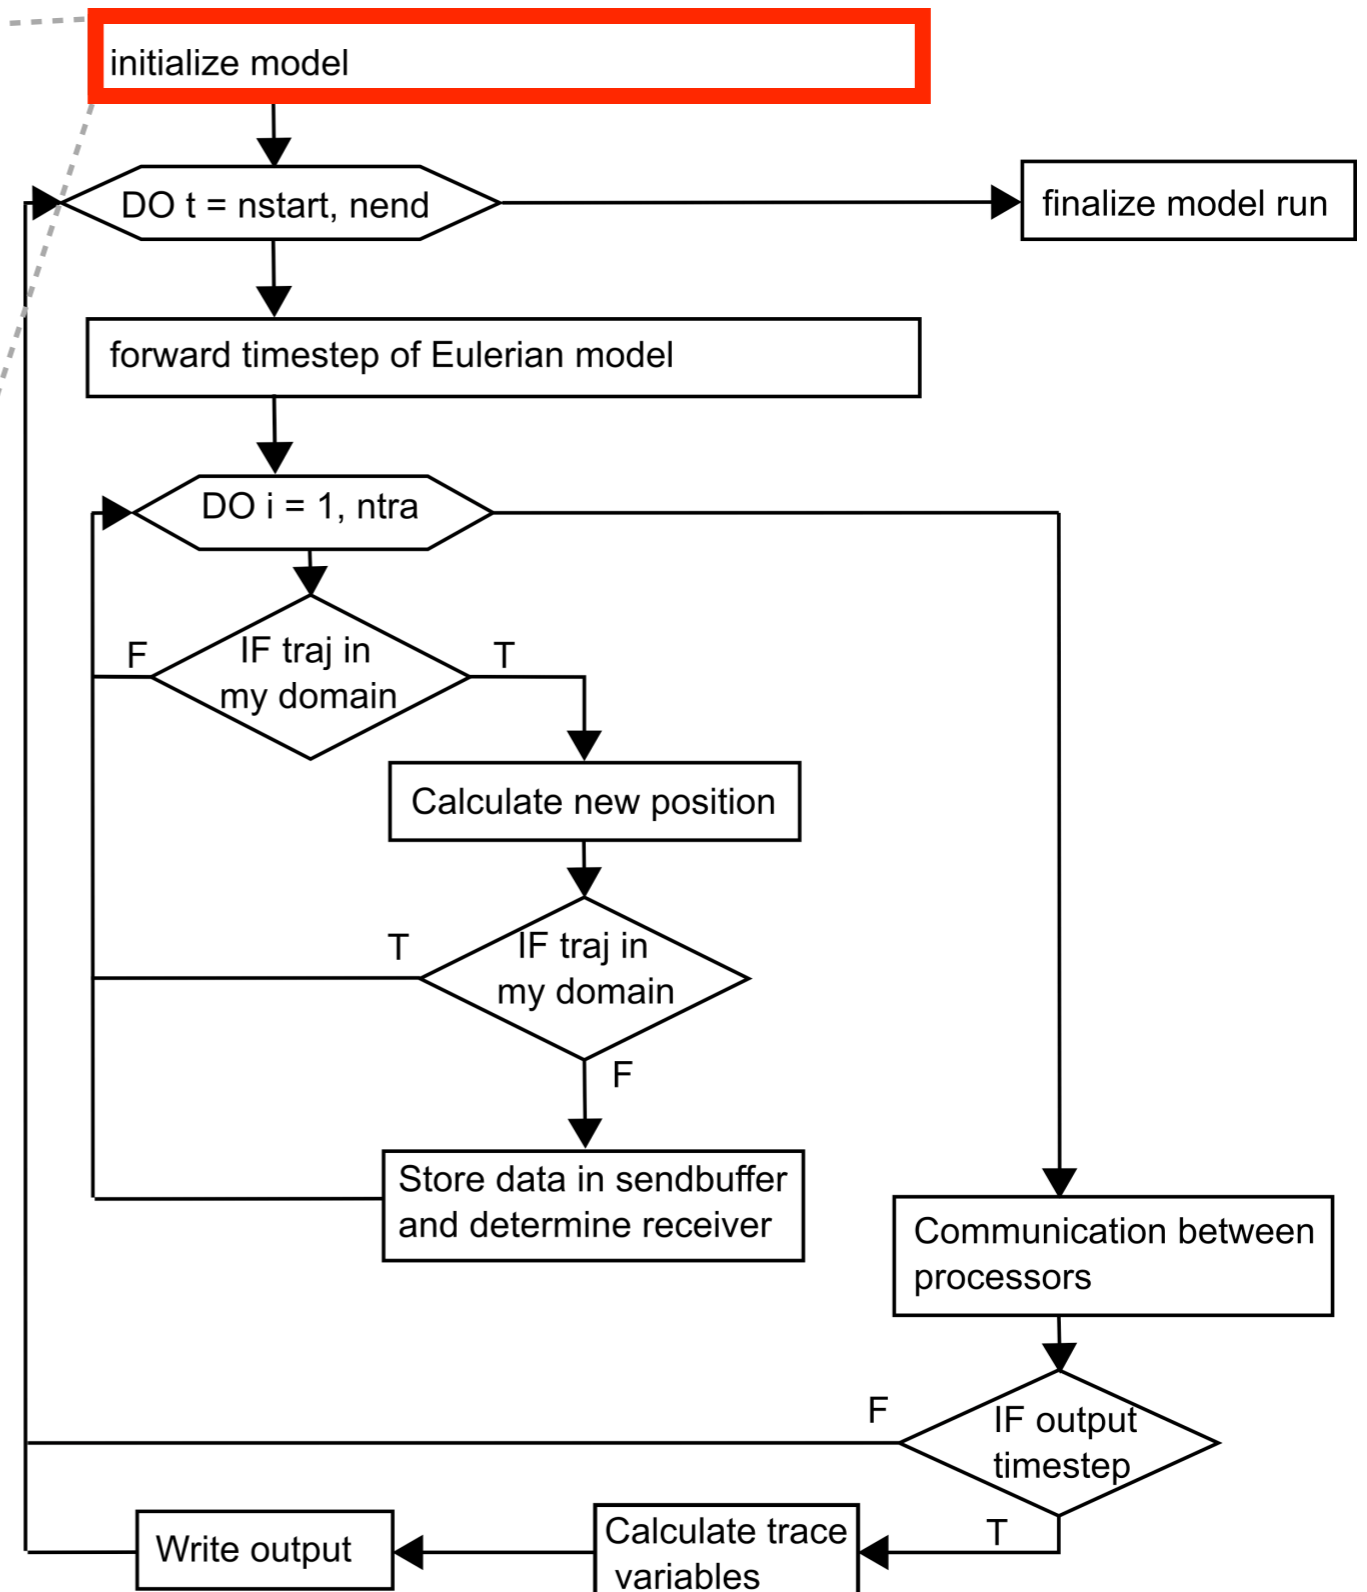 initialize model
DO t = nstart, nend
finalize model run
forward timestep of Eulerian model
DO i = 1, ntra
F
IF traj in
my domain
T
Calculate new position
T
IF traj in
my domain
F
Store data in sendbuffer
and determine receiver
Communication between
processors
F
IF output
timestep
T
Calculate trace
variables
Write output